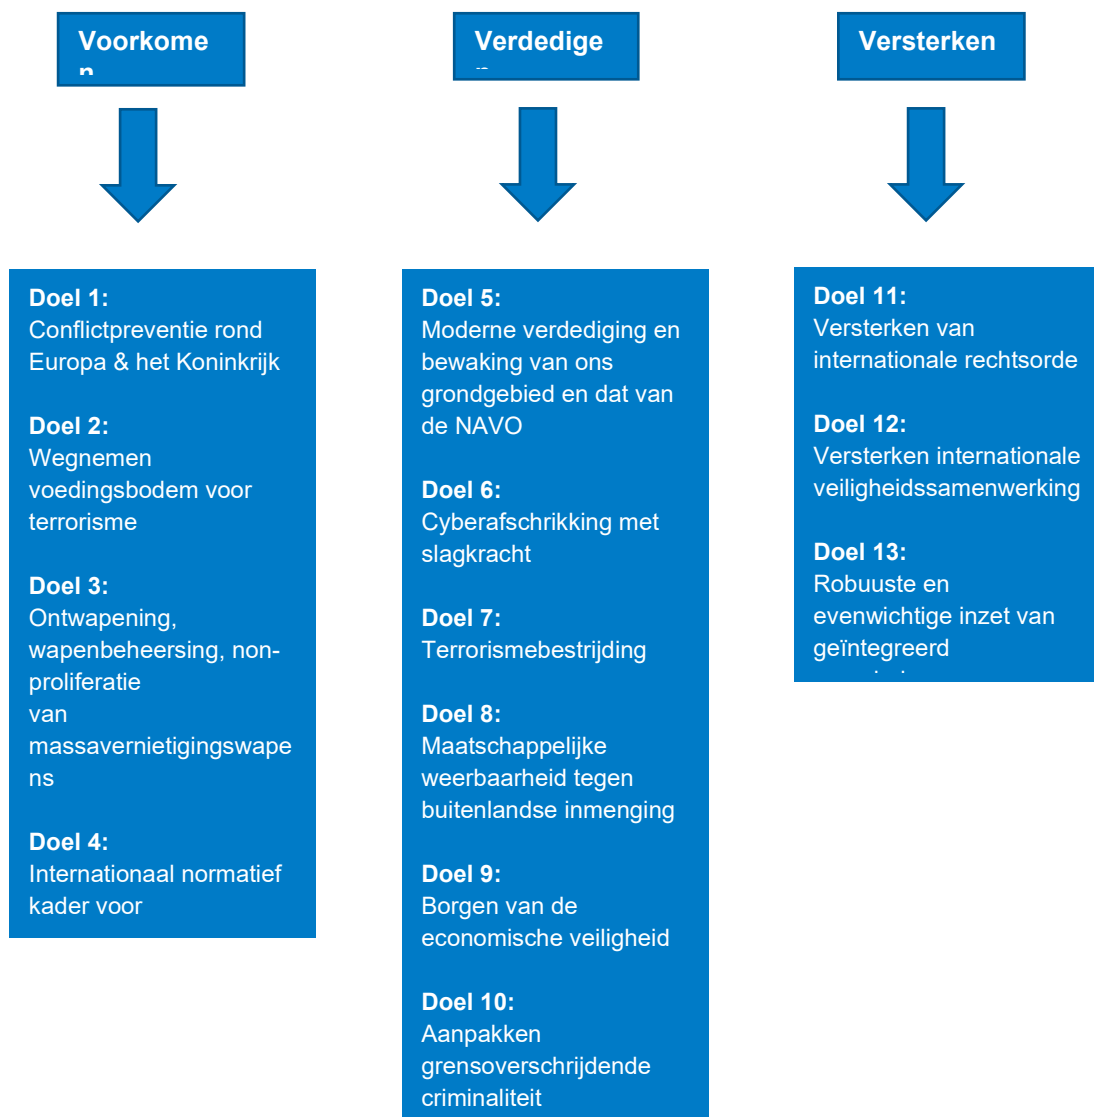 Voorkome
n
Verdedige
Versterken
Doel 1:
Conflictpreventie rond
Europa & het Koninkrijk
Doel 2:
Wegnemen
voedingsbodem voor
terrorisme
Doel 3:
Ontwapening,
wapenbeheersing, non-
proliferatie
van
massavernietigingswape
ns
Doel 4:
Internationaal normatief
kader voor
Doel 5:
Moderne verdediging en
bewaking van ons
grondgebied en dat van
de NAVO
Doel 6:
Cyberafschrikking met
slagkracht
Doel 7:
Terrorismebestrijding
Doel 8:
Maatschappelijke
weerbaarheid tegen
buitenlandse inmenging
Doel 9:
Borgen van de
economische veiligheid
Doel 10:
Aanpakken
grensoverschrijdende
criminaliteit
Doel 11:
Versterken van
internationale rechtsorde
Doel 12:
Versterken internationale
veiligheidssamenwerking
Doel 13:
Robuuste en
evenwichtige inzet van
geïntegreerd